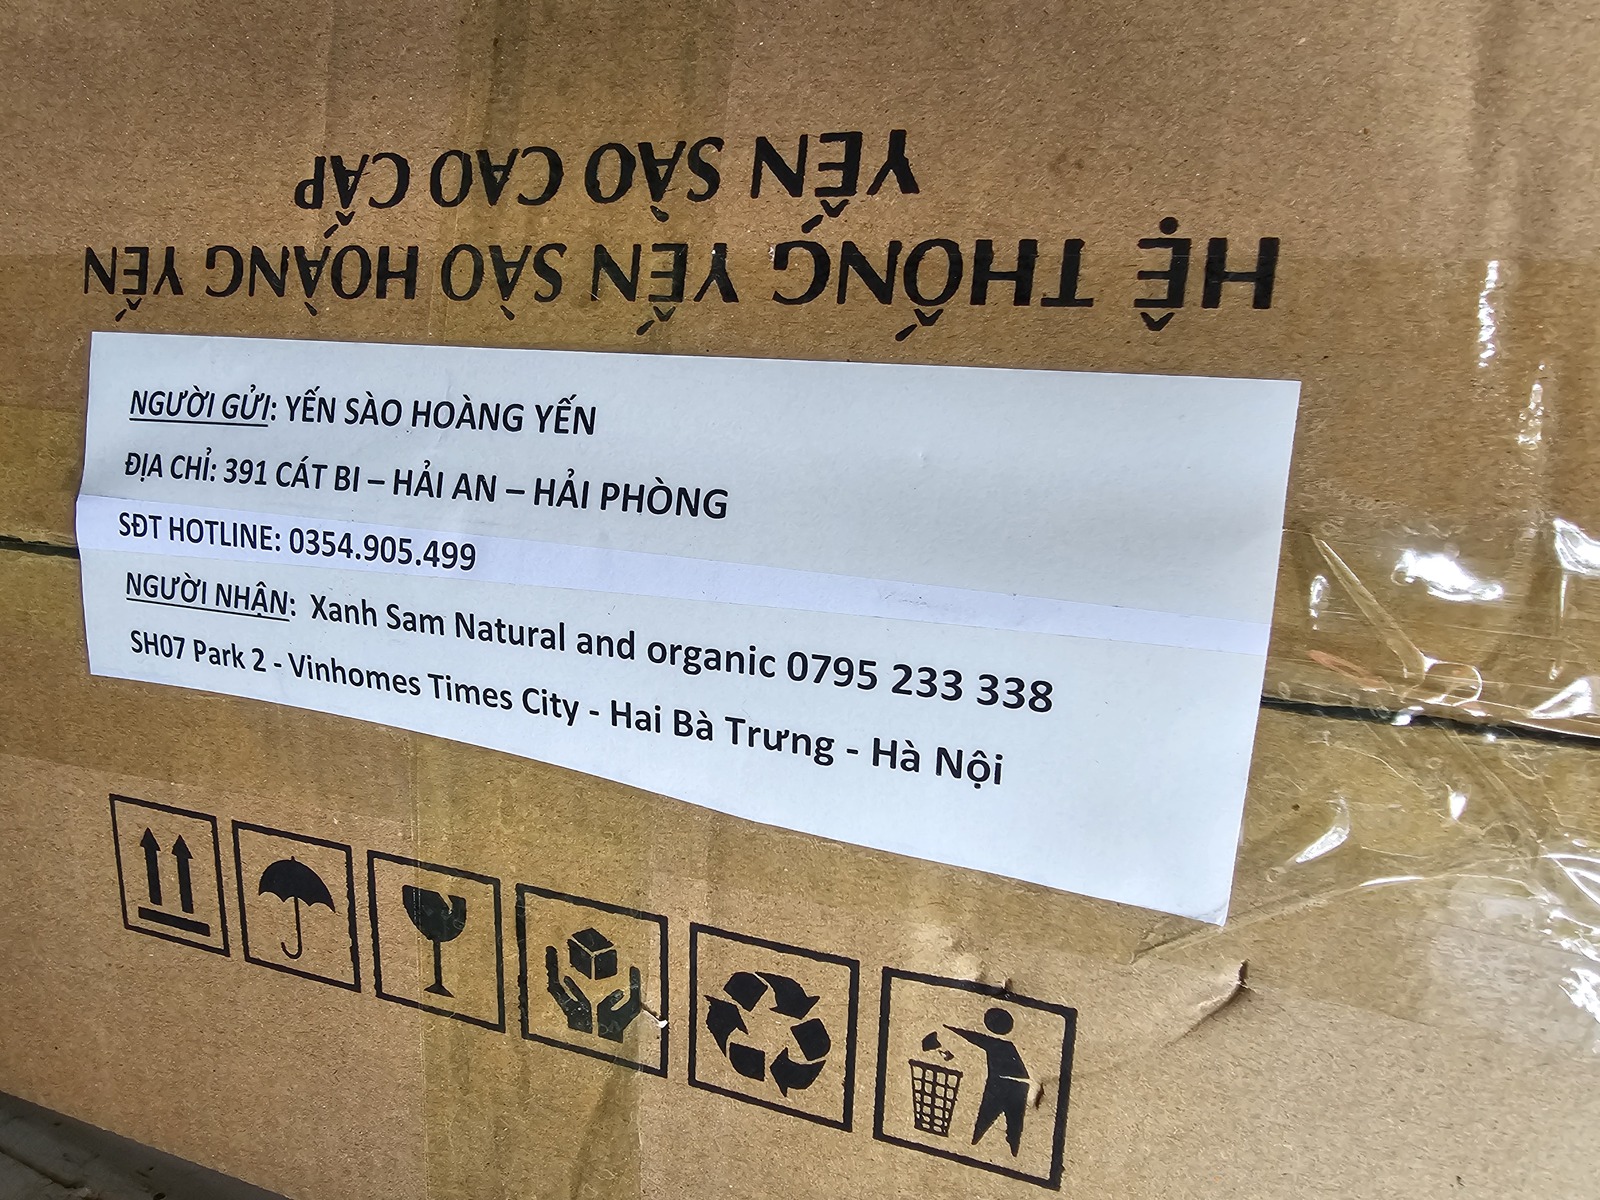 HỆ THỐNG YẾN SÀO HOÀNG YẾN
YẾN SÀO CAO CẤP
NGƯỜI GỬI: YẾN SÀO HOÀNG YẾN
ĐỊA CHỈ: 391 CÁT BI – HẢI AN – HẢI PHÒNG
SĐT HOTLINE: 0354.905.499
NGƯỜI NHẬN: Xanh Sam Natural and organic 0795 233 338
SH07 Park 2 - Vinhomes Times City - Hai Bà Trưng - Hà Nội